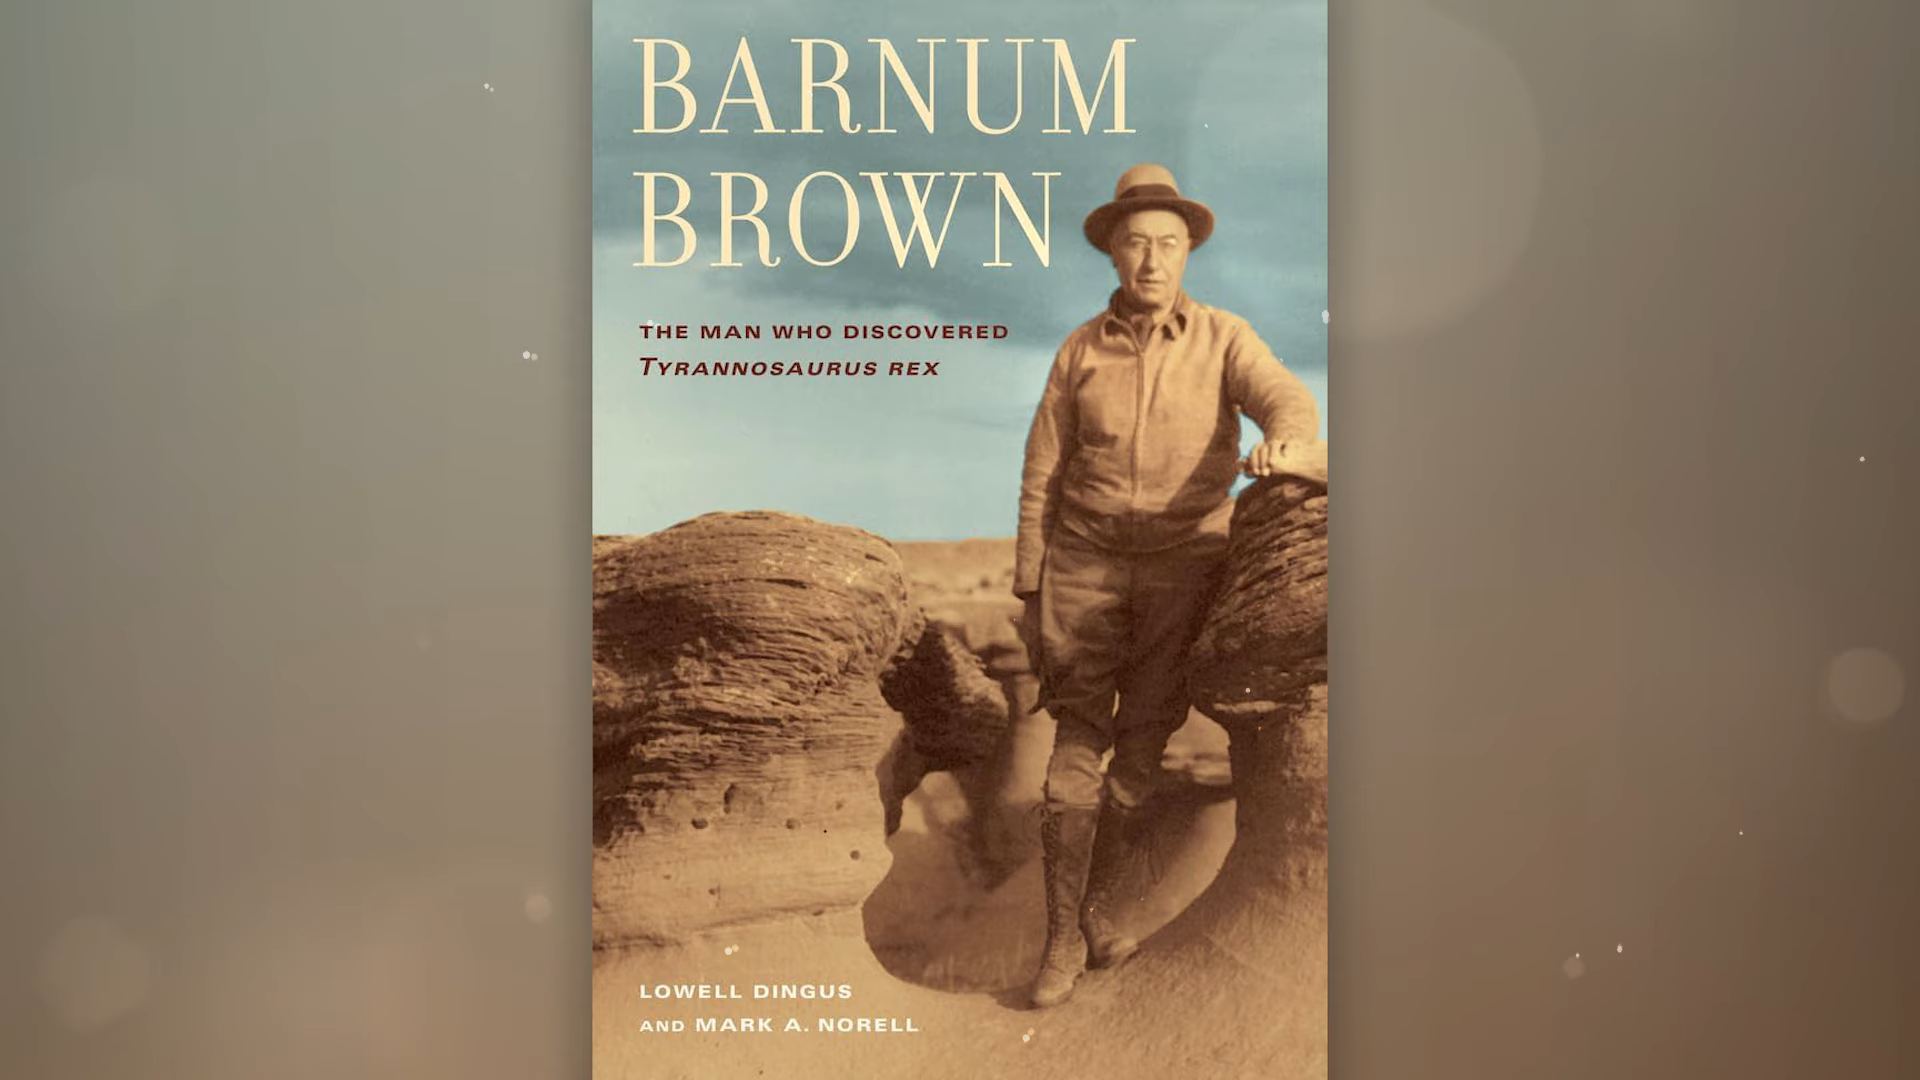 BARNUM
BROWN
THE MAN WHO DISCOVERED
TYRANNOSAURUS REX
LOWELL DINGUS
AND MARK A. NORELL